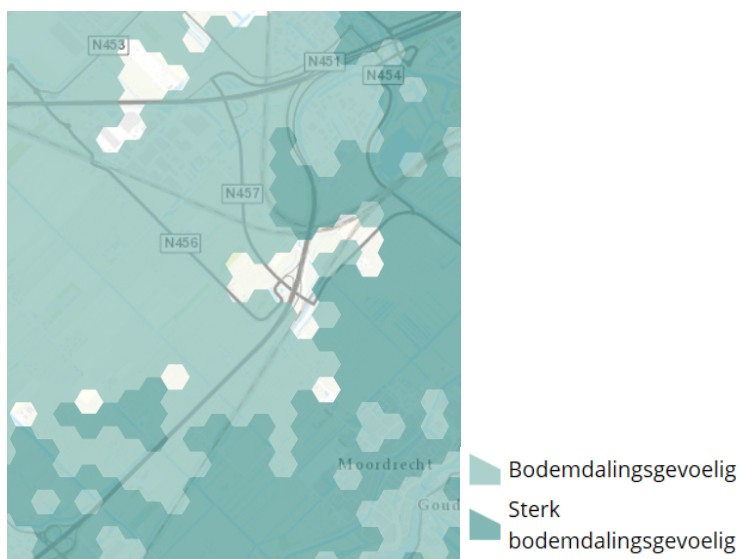 N453
N451
N454
N457
N456
Moordrecht
Goud
Bodemdalingsgevoelig
Sterk
bodemdalingsgevoelig